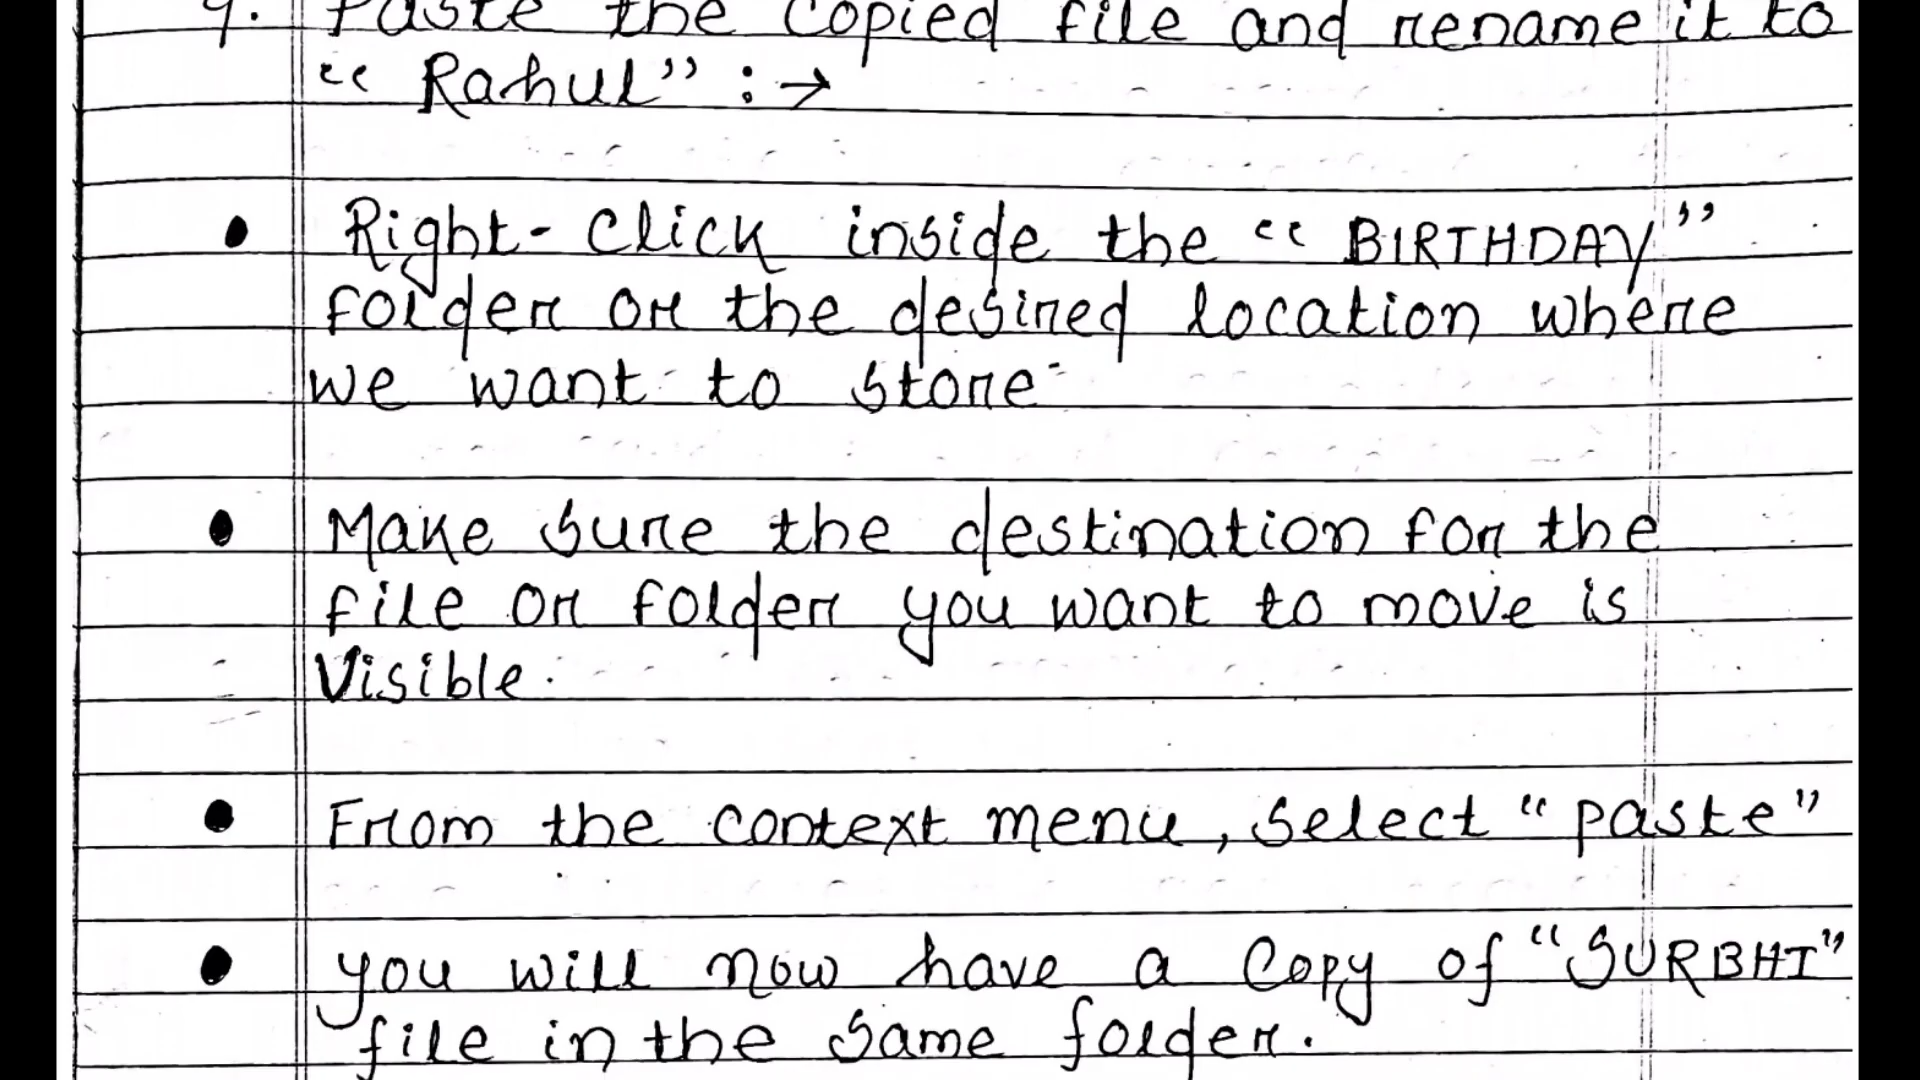 9. Paste the copied file and rename it to
“ Rahul” : →
• Right-click inside the “ BIRTHDAY”
folder or the desired location where
we want to store
• Make sure the destination for the
file or folder you want to move is
Visible.
• From the context menu, select “paste”
• you will now have a copy of “SURBHI”
file in the same folder.